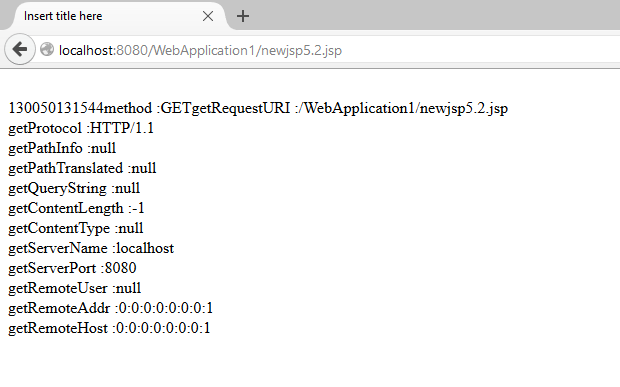 Insert title here
localhost:8080/WebApplication1/newjsp5.2.jsp
130050131544method :GETgetRequestURI :/WebApplication1/newjsp5.2.jsp
getProtocol :HTTP/1.1
getPathInfo :null
getPathTranslated :null
getQueryString :null
getContentLength :-1
getContentType :null
getServerName :localhost
getServerPort :8080
getRemoteUser :null
getRemoteAddr :0:0:0:0:0:0:0:1
getRemoteHost :0:0:0:0:0:0:0:1